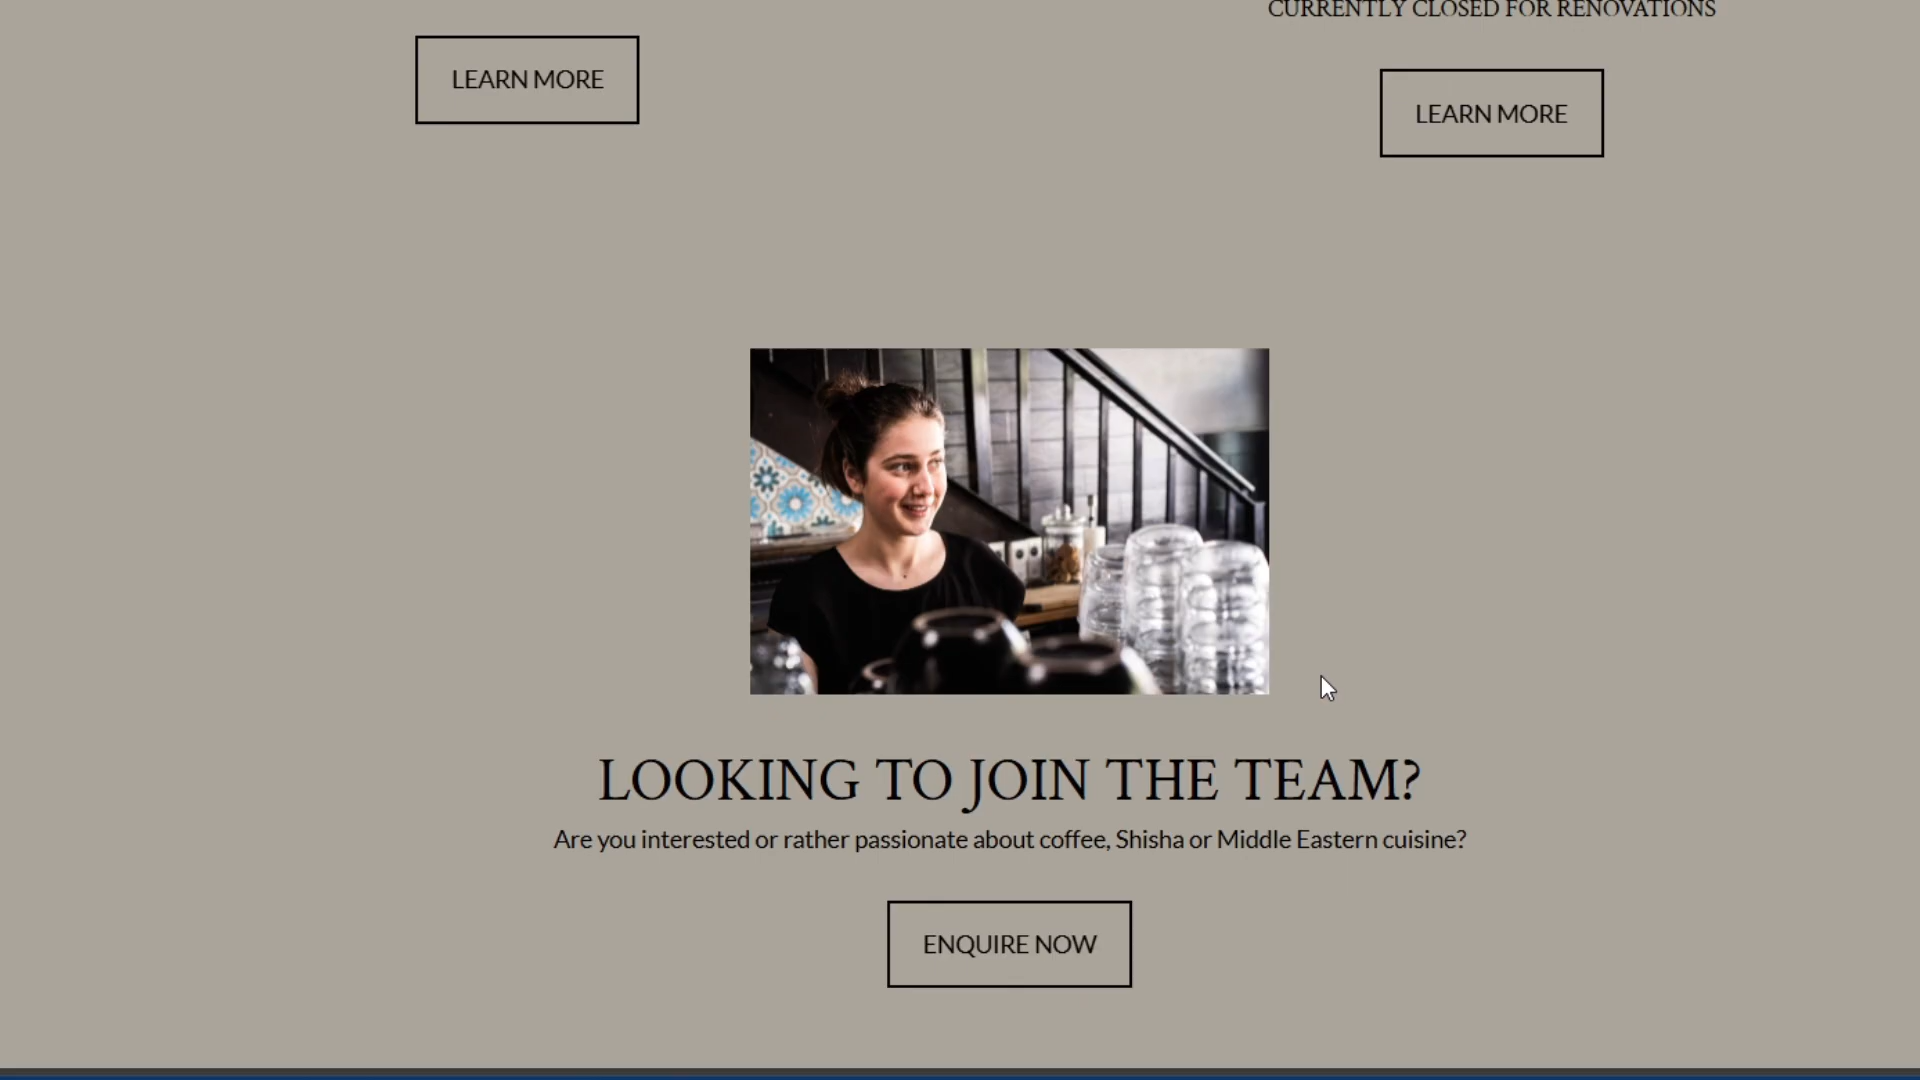 CURRENTLY CLOSED FOR RENOVATIONS
LEARN MORE
LEARN MORE
LOOKING TO JOIN THE TEAM?
Are you interested or rather passionate about coffee, Shisha or Middle Eastern cuisine?
ENQUIRE NOW